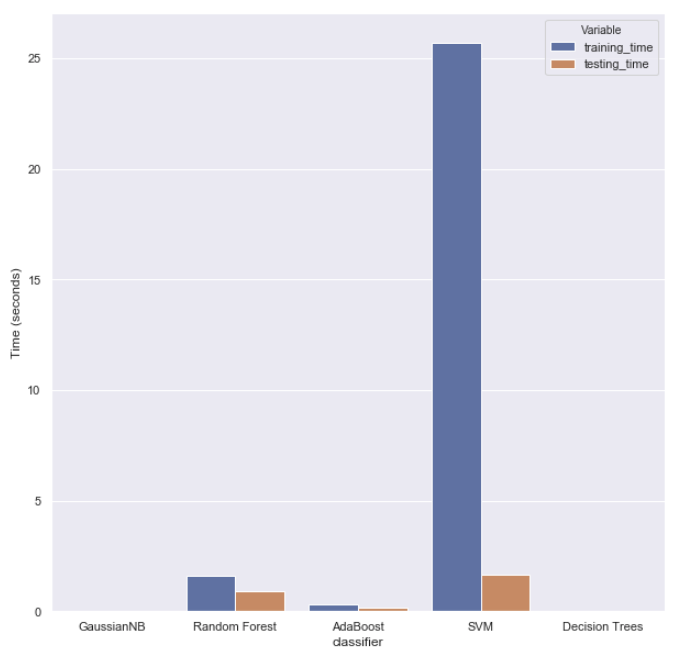 Variable
training_time
testing_time
25
20
15
10
5
0
Time (seconds)
GaussianNB Random Forest AdaBoost SVM Decision Trees
classifier